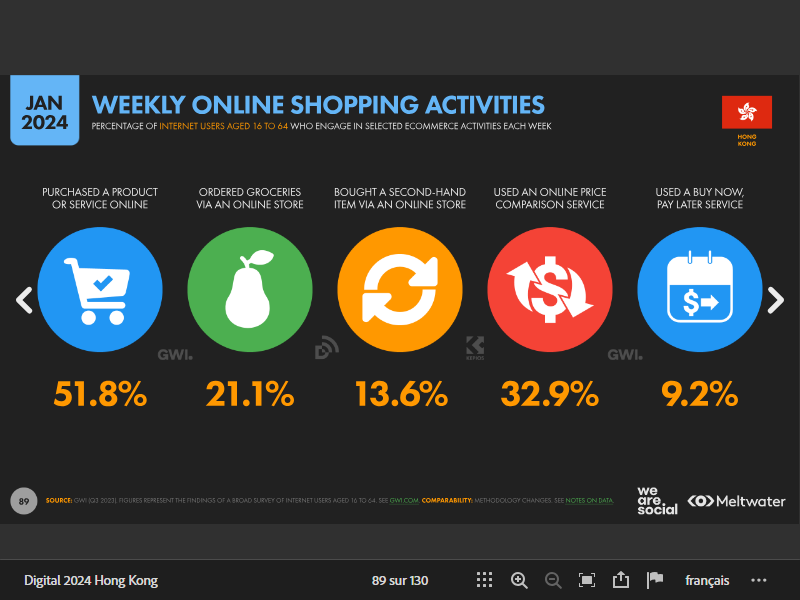 JAN
2024
WEEKLY ONLINE SHOPPING ACTIVITIES
PERCENTAGE OF INTERNET USERS AGED 16 TO 64 WHO ENGAGE IN SELECTED ECOMMERCE ACTIVITIES EACH WEEK
HONG
KONG
PURCHASED A PRODUCT
OR SERVICE ONLINE
ORDERED GROCERIES
VIA AN ONLINE STORE
BOUGHT A SECOND-HAND
ITEM VIA AN ONLINE STORE
USED AN ONLINE PRICE
COMPARISON SERVICE
USED A BUY NOW,
PAY LATER SERVICE
$
$
GWI.
KEPIOS
GWI.
51.8%
21.1%
13.6%
32.9%
9.2%
89
SOURCE: GWI (Q3 2023). FIGURES REPRESENT THE FINDINGS OF A BROAD SURVEY OF INTERNET USERS AGED 16 TO 64. SEE GWI.COM. COMPARABILITY: METHODOLOGY CHANGES. SEE NOTES ON DATA.
we
are
social
Meltwater
Digital 2024 Hong Kong
89 sur 130
français